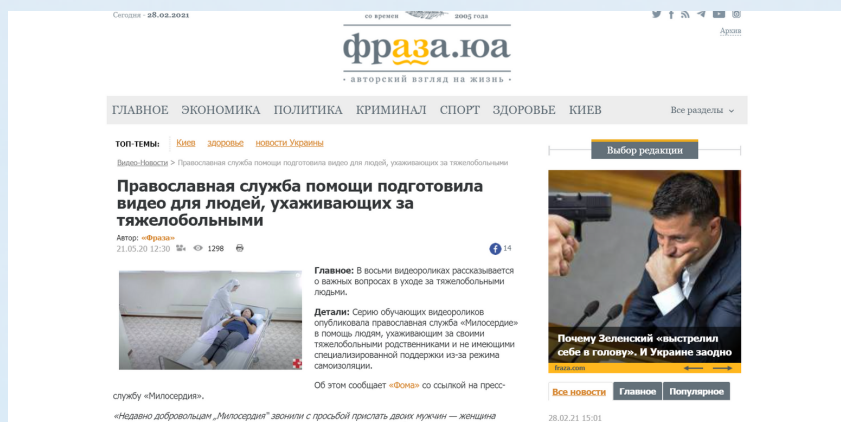 Сегодня - 28.02.2021
со времен 2005 года
Архив
фраза.юа
• авторский взгляд на жизнь •
ГЛАВНОЕ ЭКОНОМИКА ПОЛИТИКА КРИМИНАЛ СПОРТ ЗДОРОВЬЕ КИЕВ Все разделы
ТОП-ТЕМЫ: Киев здоровье новости Украины
Видео-Новости > Православная служба помощи подготовила видео для людей, ухаживающих за тяжелобольными
Православная служба помощи подготовила
видео для людей, ухаживающих за
тяжелобольными
Автор: «Фраза»
21.05.20 12:30 1298
14
Главное: В восьми видеороликах рассказывается
о важных вопросах в уходе за тяжелобольными
людьми.
Детали: Серию обучающих видеороликов
опубликовала православная служба «Милосердие»
в помощь людям, ухаживающим за своими
тяжелобольными родственниками и не имеющими
специализированной поддержки из-за режима
самоизоляции.
Об этом сообщает «Фома» со ссылкой на пресс-
службу «Милосердия».
«Недавно добровольцам „Милосердия" звонили с просьбой прислать двоих мужчин — женщина
Выбор редакции
Почему Зеленский «выстрелил
себе в голову». И Украине заодно
fraza.com
Все новости Главное Популярное
28.02.21 15:01